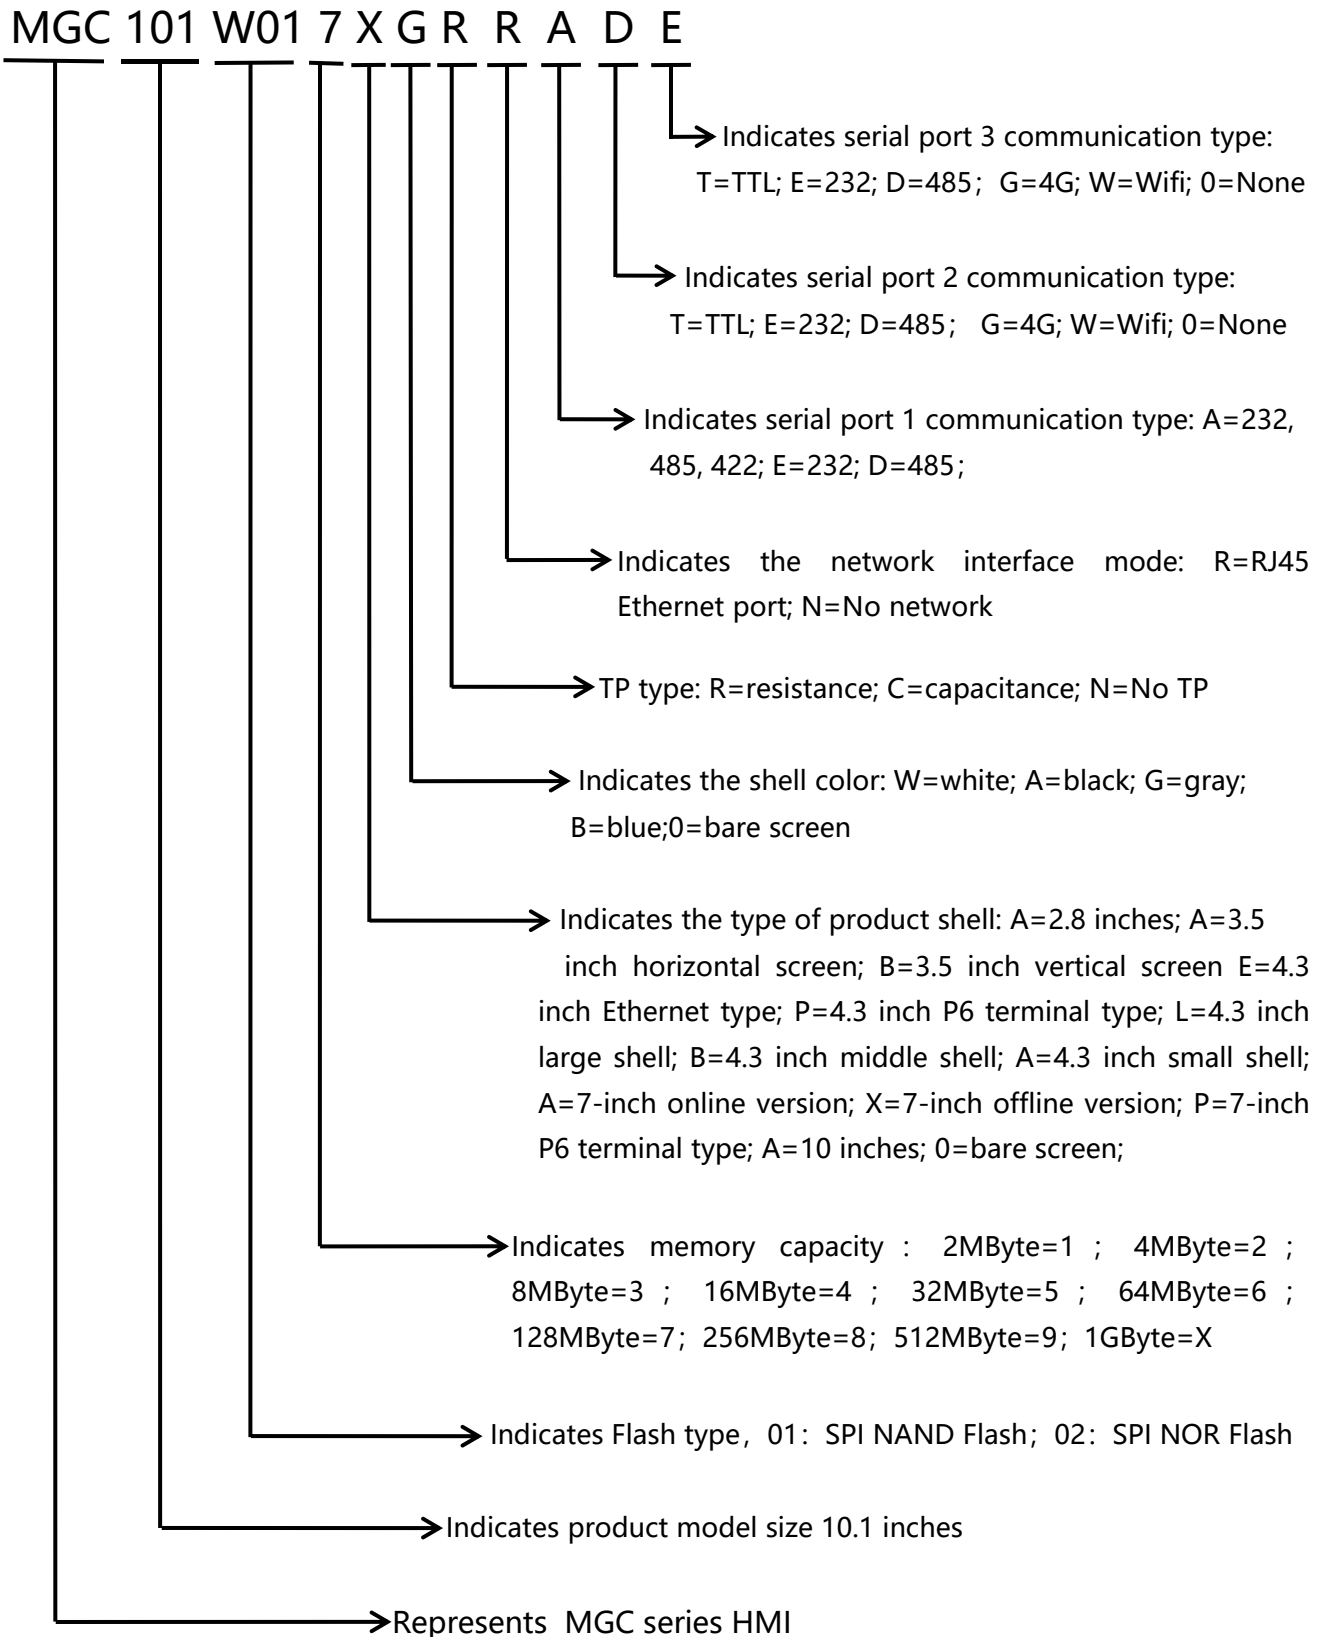 MGC 101 W01 7 X G R R A D E
Indicates serial port 3 communication type:
T=TTL; E=232; D=485； G=4G; W=Wifi; 0=None
Indicates serial port 2 communication type:
T=TTL; E=232; D=485； G=4G; W=Wifi; 0=None
Indicates serial port 1 communication type: A=232,
485, 422; E=232; D=485；
Indicates the network interface mode: R=RJ45
Ethernet port; N=No network
TP type: R=resistance; C=capacitance; N=No TP
Indicates the shell color: W=white; A=black; G=gray;
B=blue;0=bare screen
Indicates the type of product shell: A=2.8 inches; A=3.5
inch horizontal screen; B=3.5 inch vertical screen E=4.3
inch Ethernet type; P=4.3 inch P6 terminal type; L=4.3 inch
large shell; B=4.3 inch middle shell; A=4.3 inch small shell;
A=7-inch online version; X=7-inch offline version; P=7-inch
P6 terminal type; A=10 inches; 0=bare screen;
Indicates memory capacity： 2MByte=1 ； 4MByte=2 ；
8MByte=3 ； 16MByte=4 ； 32MByte=5 ； 64MByte=6 ；
128MByte=7；256MByte=8；512MByte=9；1GByte=X
Indicates Flash type，01：SPI NAND Flash；02：SPI NOR Flash
Indicates product model size 10.1 inches
Represents MGC series HMI